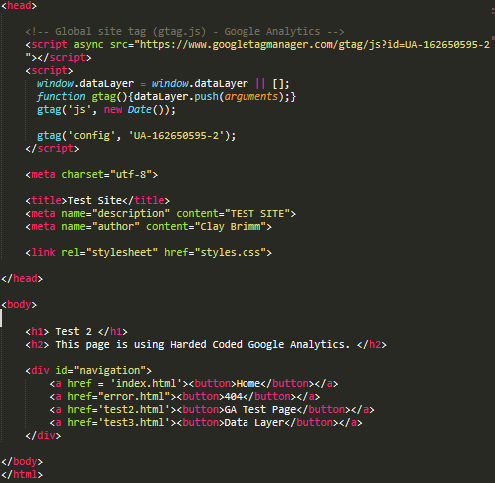 <head>
<!-- Global site tag (gtag.js) - Google Analytics -->
<script async src="https://www.googletagmanager.com/gtag/js?id=UA-162650595-2
"></script>
<script>
window.dataLayer = window.dataLayer || [];
function gtag(){dataLayer.push(arguments);}
gtag('js', new Date());
gtag('config', 'UA-162650595-2');
</script>
<meta charset="utf-8">
<title>Test Site</title>
<meta name="description" content="TEST SITE">
<meta name="author" content="Clay Brimm">
<link rel="stylesheet" href="styles.css">
</head>
<body>
<h1> Test 2 </h1>
<h2> This page is using Harded Coded Google Analytics. </h2>
<div id="navigation">
<a href = 'index.html'><button>Home</button></a>
<a href="error.html"><button>404</button></a>
<a href='test2.html'><button>GA Test Page</button></a>
<a href='test3.html'><button>Data Layer</button></a>
</div>
</body>
</html>